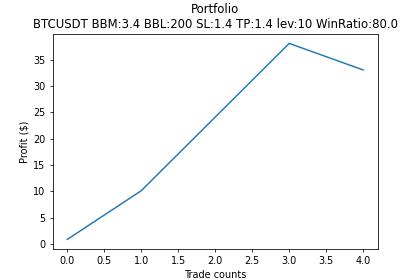 Portfolio
BTCUSDT BBM:3.4 BBL:200 SL:1.4 TP:1.4 lev:10 WinRatio:80.0
35
30
25
20
15
10
5
0
Profit ($)
0.0 0.5 1.0 1.5 2.0 2.5 3.0 3.5 4.0
Trade counts